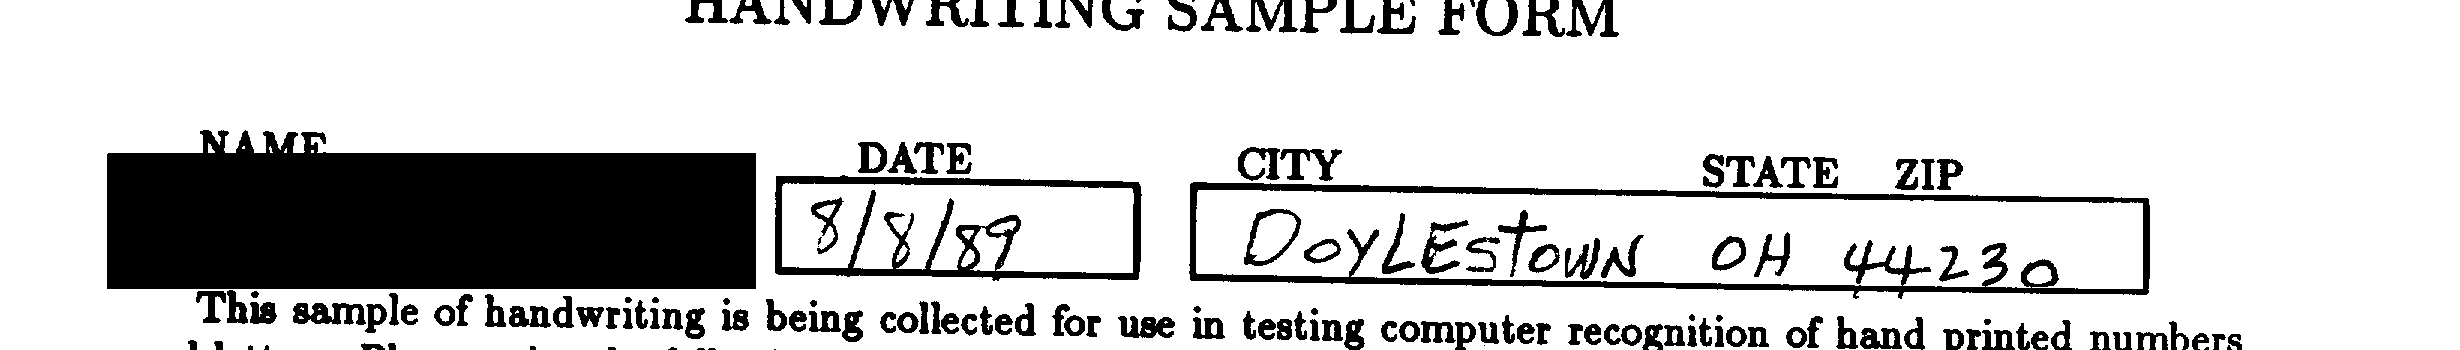 HANDWRITING SAMPLE FORM
NAME DATE CITY STATE ZIP
8/8/89 DOYLESTOWN OH 44230
This sample of handwriting is being collected for use in testing computer recognition of hand printed numbers